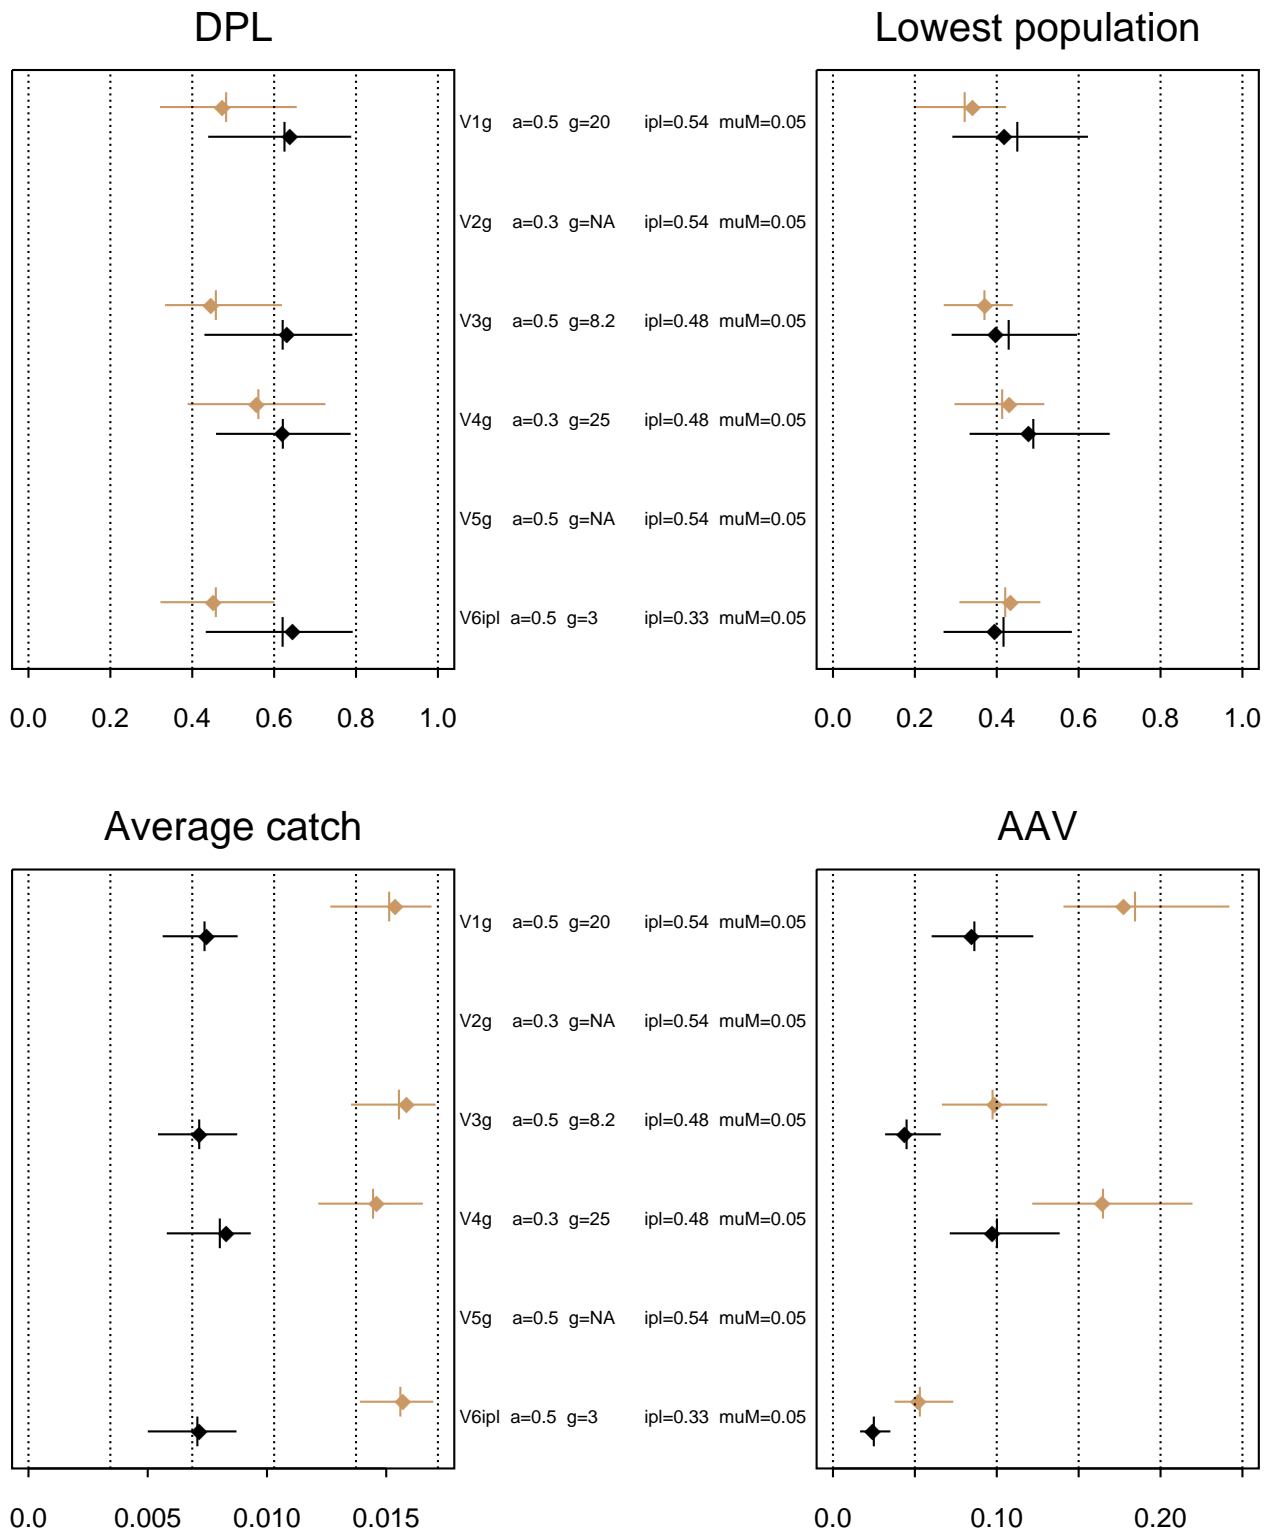 DPL
Lowest population
V1g a=0.5 g=20 ipl=0.54 muM=0.05
V2g a=0.3 g=NA ipl=0.54 muM=0.05
V3g a=0.5 g=8.2 ipl=0.48 muM=0.05
V4g a=0.3 g=25 ipl=0.48 muM=0.05
V5g a=0.5 g=NA ipl=0.54 muM=0.05
V6ipl a=0.5 g=3 ipl=0.33 muM=0.05
0.0 0.2 0.4 0.6 0.8 1.0
0.0 0.2 0.4 0.6 0.8 1.0
Average catch
AAV
V1g a=0.5 g=20 ipl=0.54 muM=0.05
V2g a=0.3 g=NA ipl=0.54 muM=0.05
V3g a=0.5 g=8.2 ipl=0.48 muM=0.05
V4g a=0.3 g=25 ipl=0.48 muM=0.05
V5g a=0.5 g=NA ipl=0.54 muM=0.05
V6ipl a=0.5 g=3 ipl=0.33 muM=0.05
0.0 0.005 0.010 0.015
0.0 0.10 0.20